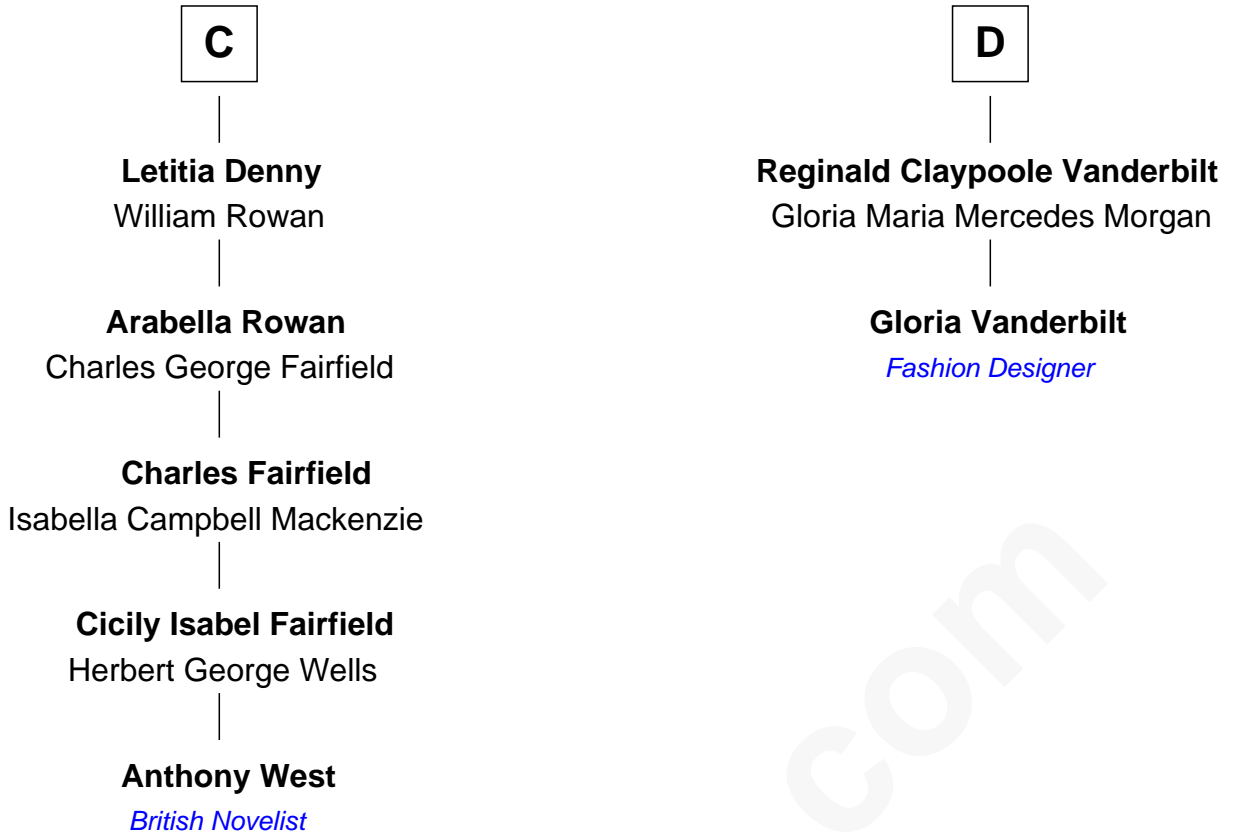 C
Letitia Denny
William Rowan
Arabella Rowan
Charles George Fairfield
Charles Fairfield
Isabella Campbell Mackenzie
Cicily Isabel Fairfield
Herbert George Wells
Anthony West
British Novelist
D
Reginald Claypoole Vanderbilt
Gloria Maria Mercedes Morgan
Gloria Vanderbilt
Fashion Designer
com